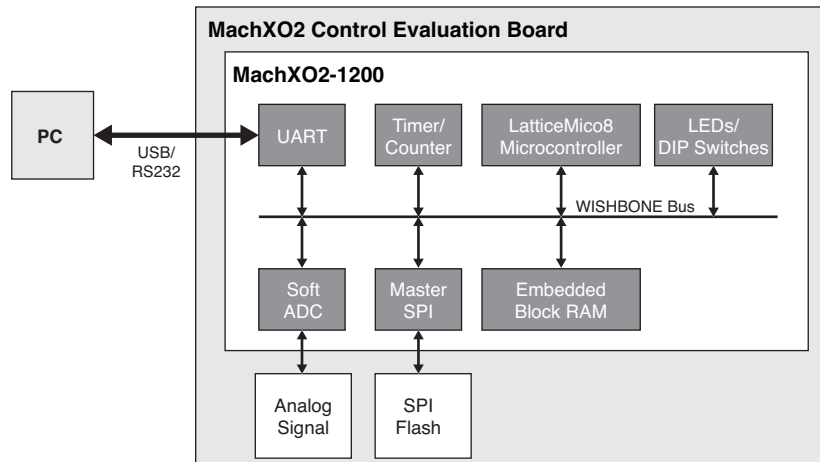 MachXO2 Control Evaluation Board
MachXO2-1200
PC
USB/
RS232
UART
Timer/
Counter
LatticeMico8
Microcontroller
LEDs/
DIP Switches
WISHBONE Bus
Soft
ADC
Master
SPI
Embedded
Block RAM
Analog
Signal
SPI
Flash